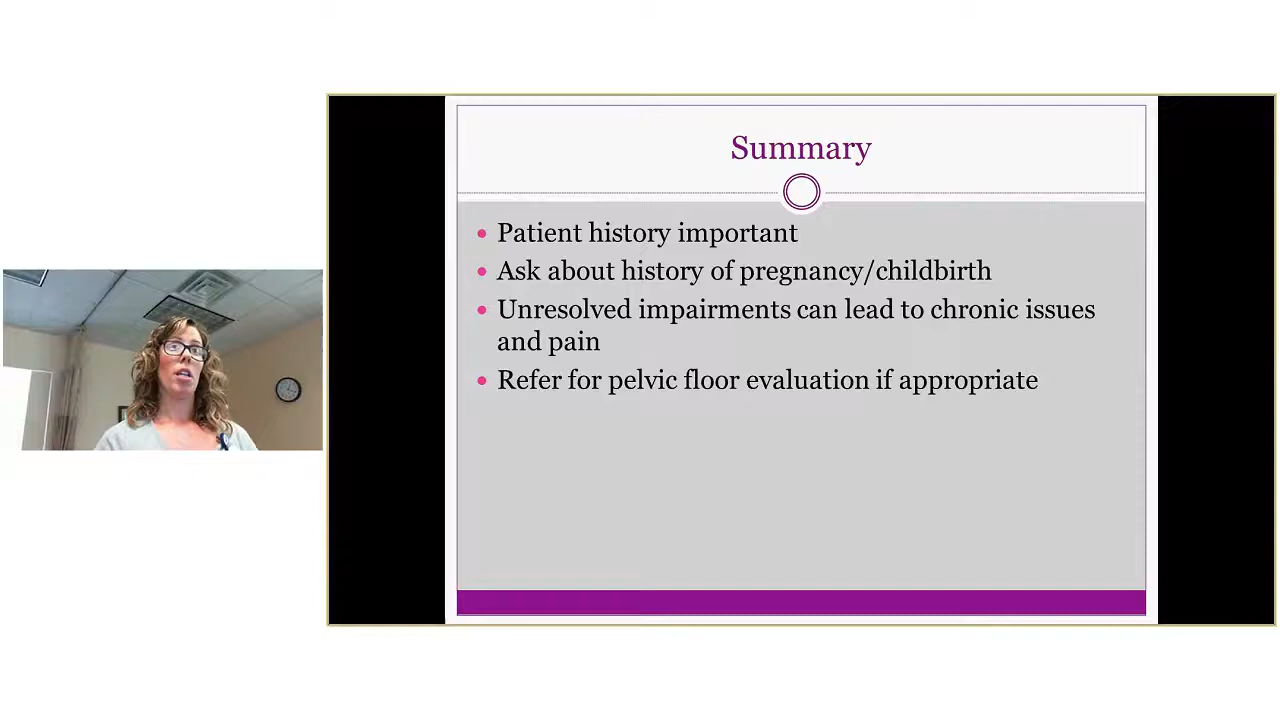 Summary
• Patient history important
• Ask about history of pregnancy/childbirth
• Unresolved impairments can lead to chronic issues
and pain
• Refer for pelvic floor evaluation if appropriate